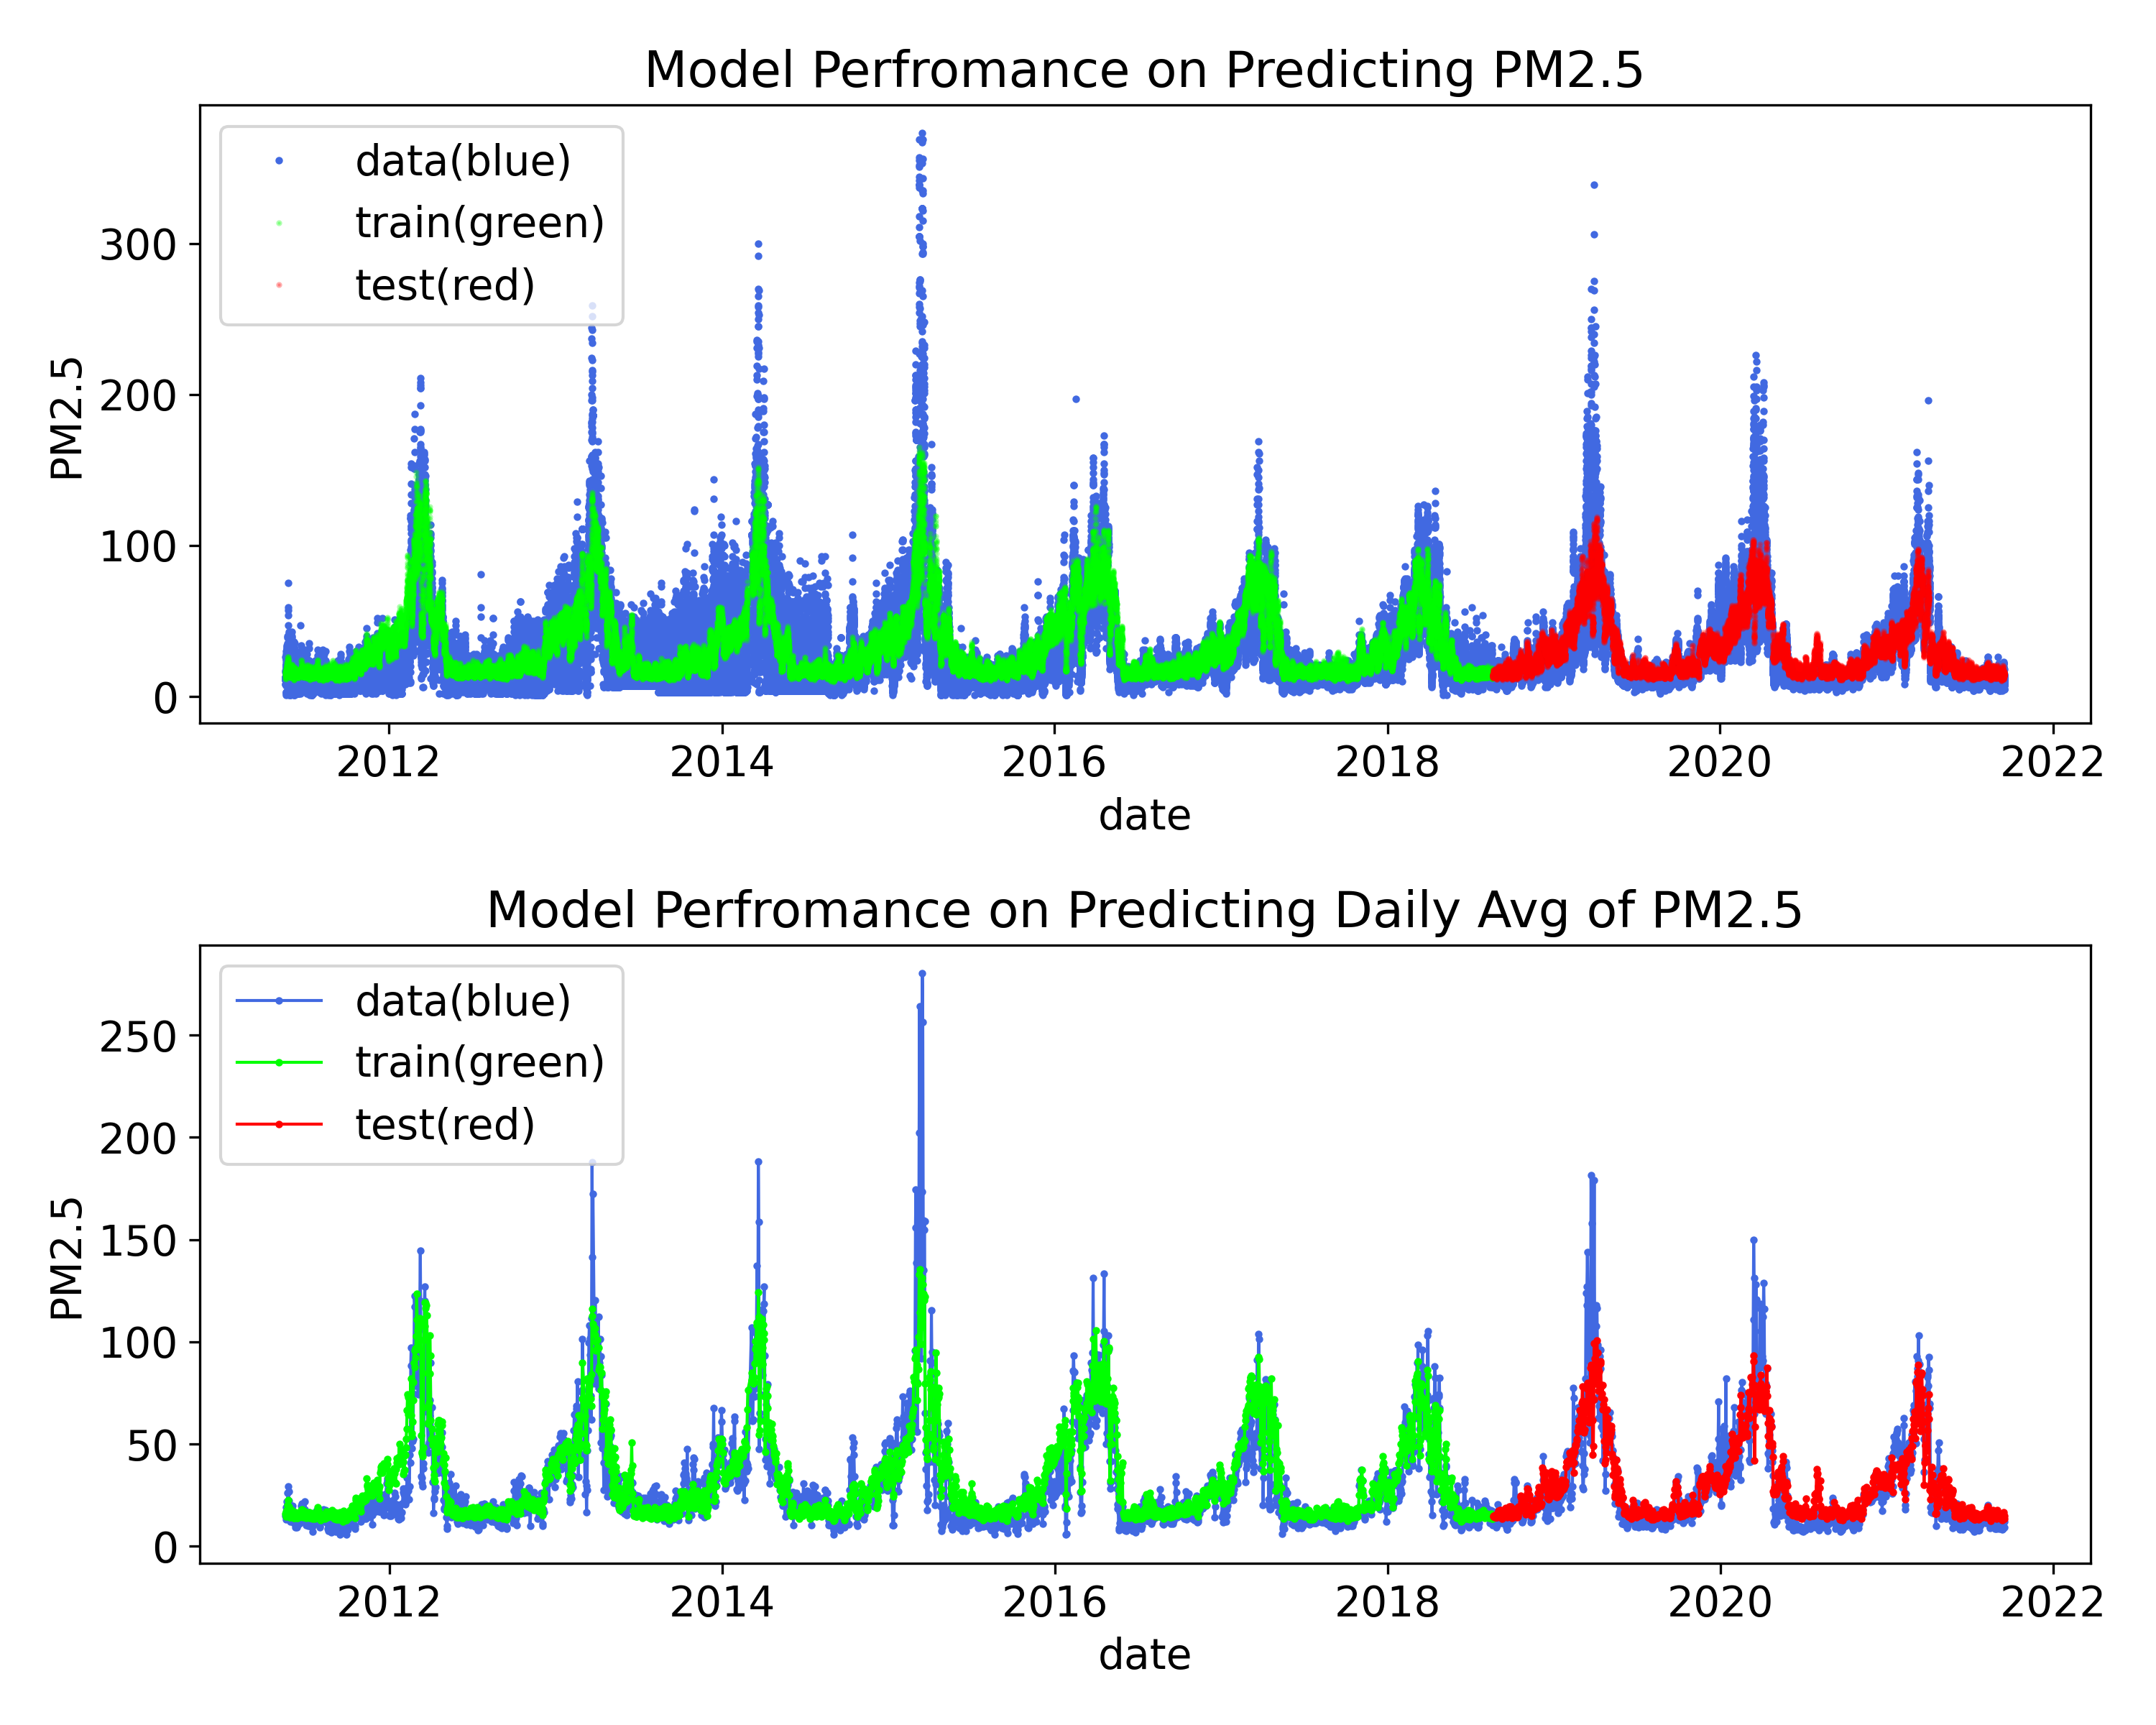 Model Perfromance on Predicting PM2.5
data(blue)
train(green)
test(red)
PM2.5
300
200
100
0
2012 2014 2016 2018 2020 2022
date
Model Perfromance on Predicting Daily Avg of PM2.5
data(blue)
train(green)
test(red)
PM2.5
250
200
150
100
50
0
2012 2014 2016 2018 2020 2022
date